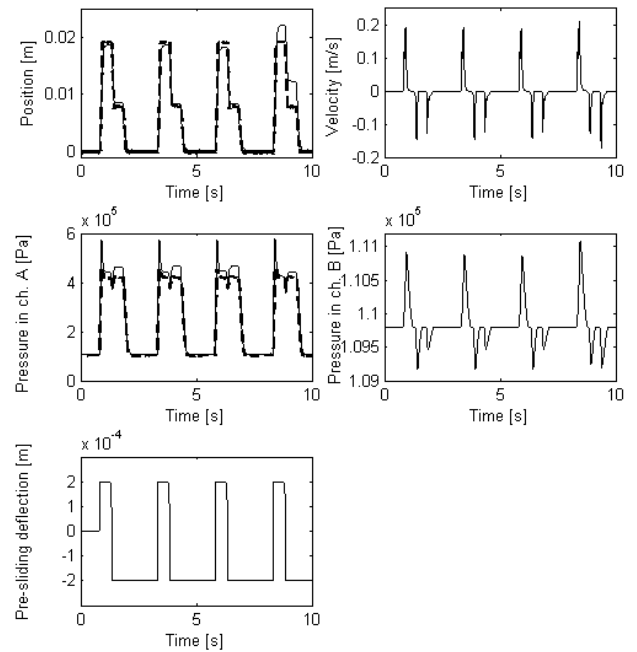 0.02
0.01
0
Position [m]
0 5 10
Time [s]
0.2
0.1
0
-0.1
-0.2
Velocity [m/s]
0 5 10
Time [s]
x 10^5
6
4
2
0
Pressure in ch. A [Pa]
0 5 10
Time [s]
x 10^5
1.11
1.105
1.1
1.095
1.09
Pressure in ch. B [Pa]
0 5 10
Time [s]
x 10^-4
2
1
0
-1
-2
Pre-sliding deflection [m]
0 5 10
Time [s]